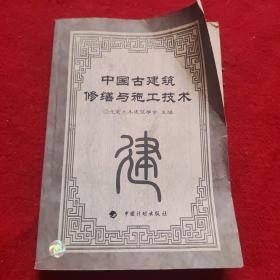 中国古建筑
修缮与施工技术
◎北京土木建筑学会 主编
建
中国计划出版社